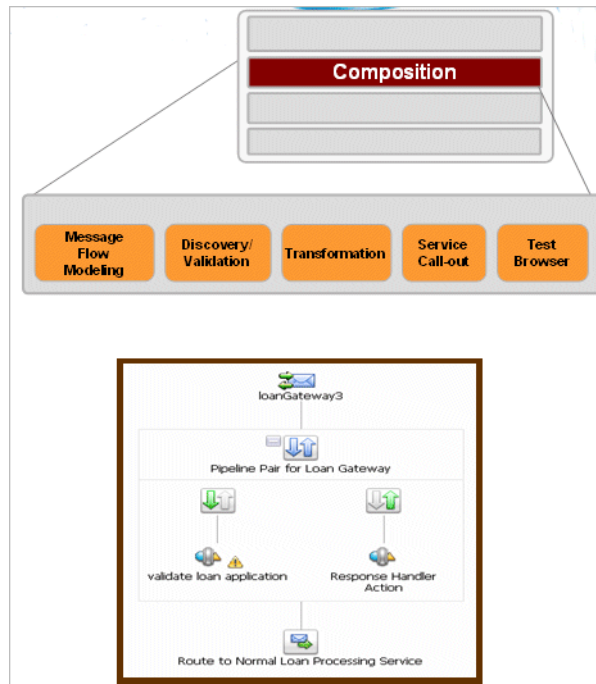 Composition
Message
Flow
Modeling
Discovery/
Validation
Transformation
Service
Call-out
Test
Browser
loanGateway3
Pipeline Pair for Loan Gateway
validate loan application
Response Handler
Action
Route to Normal Loan Processing Service